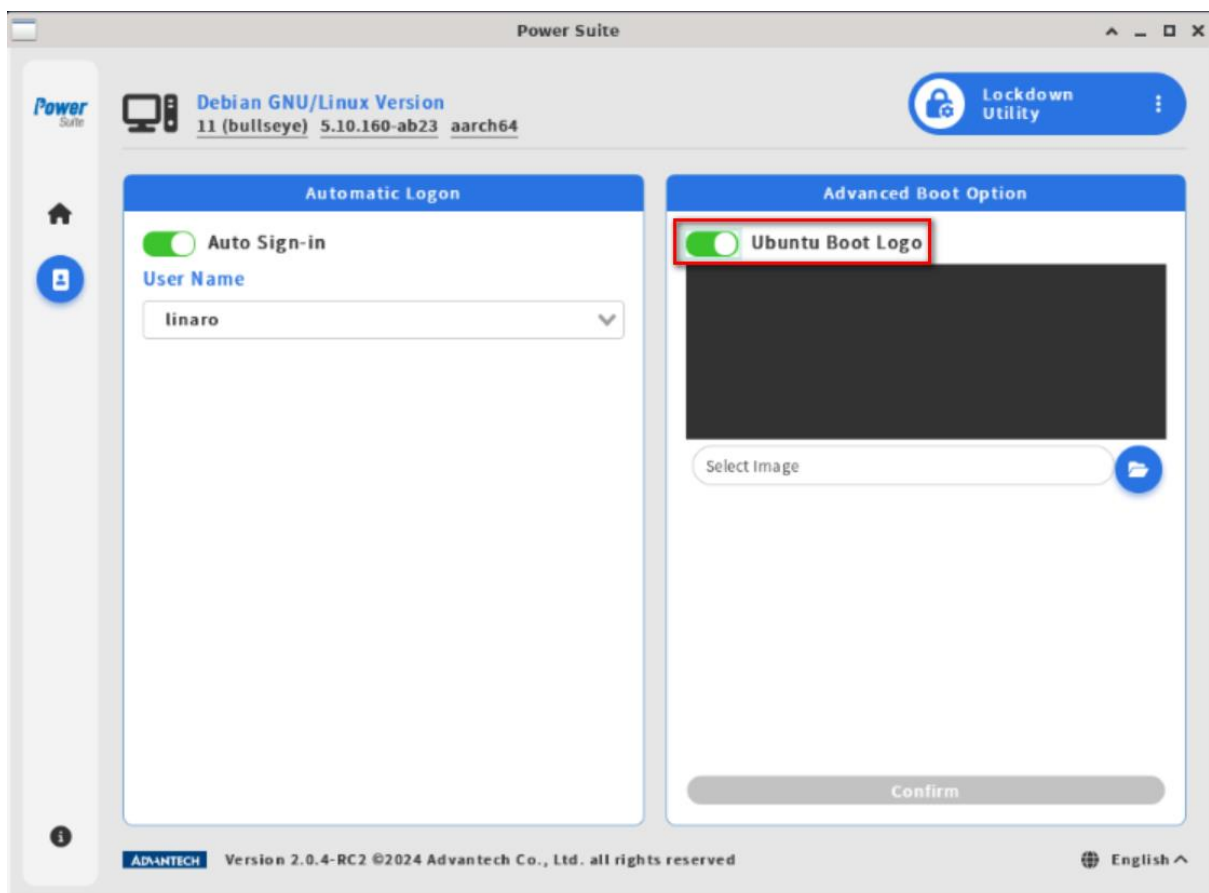 Power Suite
Power
Suite
Debian GNU/Linux Version
11 (bullseye) 5.10.160-ab23 aarch64
Lockdown
Utility
Automatic Logon
Auto Sign-in
User Name
linaro
Advanced Boot Option
Ubuntu Boot Logo
Select Image
Confirm
ADVANTECH Version 2.0.4-RC2 ©2024 Advantech Co., Ltd. all rights reserved
English